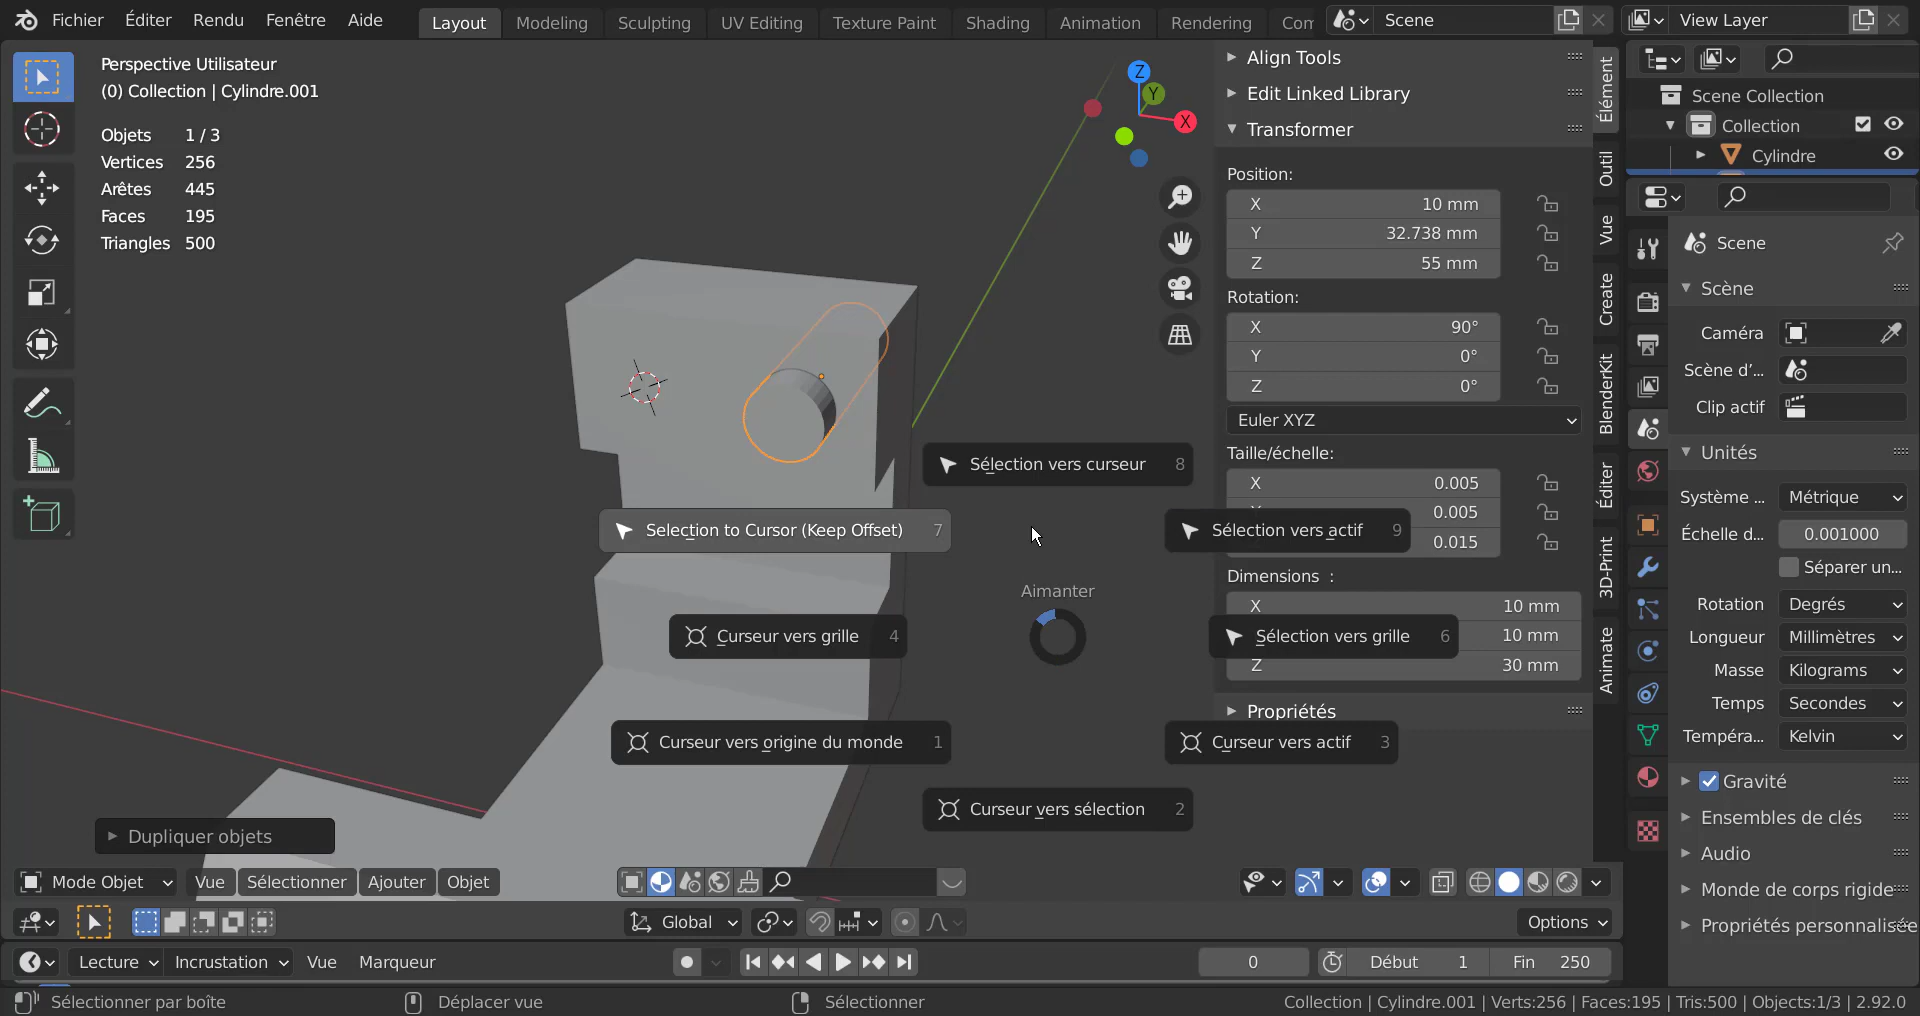 Fichier Éditer Rendu Fenêtre Aide Layout Modeling Sculpting UV Editing Texture Paint Shading Animation Rendering Con Scene View Layer
Perspective Utilisateur
(0) Collection | Cylindre.001
Objets 1 / 3
Vertices 256
Arêtes 445
Faces 195
Triangles 500
Z
Y
X
Align Tools
Edit Linked Library
Transformer
Position:
X 10 mm
Y 32.738 mm
Z 55 mm
Rotation:
X 90°
Y 0°
Z 0°
Euler XYZ
Taille/échelle:
X 0.005
0.005
0.015
Dimensions :
X 10 mm
10 mm
Z 30 mm
Propriétés
Élément
Outil
Vue
Create
BlenderKit
Éditer
3D-Print
Animate
Sélection vers curseur 8
Selection to Cursor (Keep Offset) 7
Sélection vers actif 9
Aimanter
Curseur vers grille 4
Sélection vers grille 6
Curseur vers origine du monde 1
Curseur vers actif 3
Curseur vers sélection 2
Scene Collection
Collection
Cylindre
Scene
Scène
Caméra
Scène d'...
Clip actif
Unités
Système ... Métrique
Échelle d... 0.001000
Séparer un...
Rotation Degrés
Longueur Millimètres
Masse Kilograms
Temps Secondes
Tempéra... Kelvin
Gravité
Ensembles de clés
Audio
Monde de corps rigide
Propriétés personnalisée
Dupliquer objets
Mode Objet Vue Sélectionner Ajouter Objet
Global Options
Lecture Incrustation Vue Marqueur 0 Début 1 Fin 250
Sélectionner par boîte Déplacer vue Sélectionner Collection | Cylindre.001 | Verts:256 | Faces:195 | Tris:500 | Objects:1/3 | 2.92.0